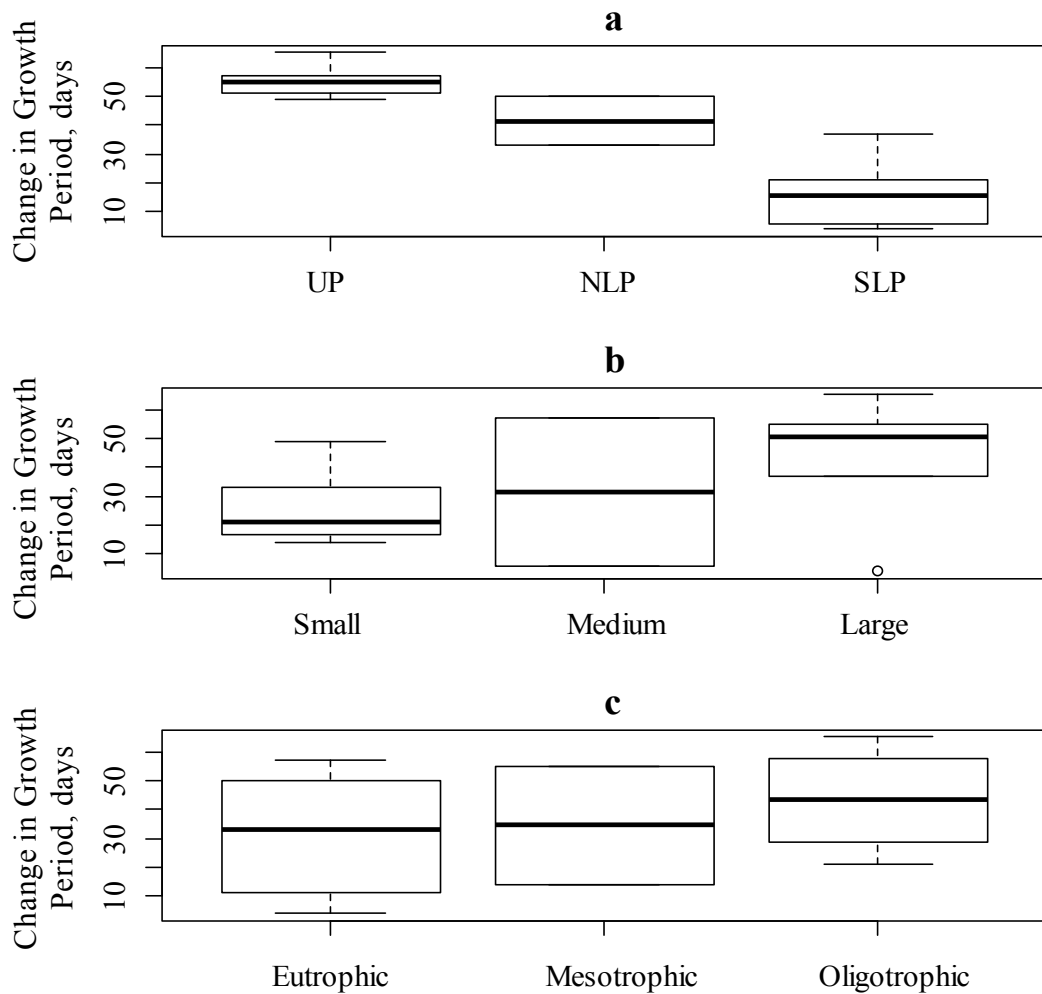 a
Change in Growth
Period, days
50
30
10
UP NLP SLP
b
Change in Growth
Period, days
50
30
10
Small Medium Large
c
Change in Growth
Period, days
50
30
10
Eutrophic Mesotrophic Oligotrophic